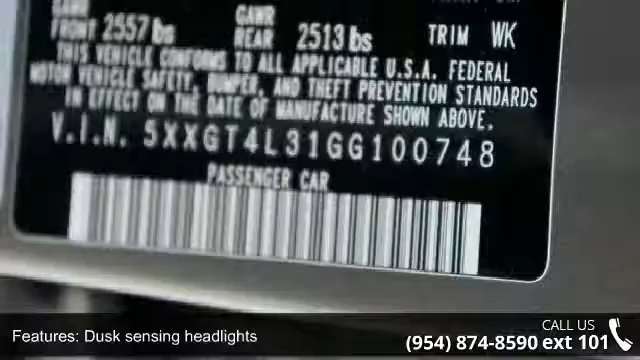 GAWR GAWR
FRONT 2557 lbs REAR 2513 lbs TRIM WK
THIS VEHICLE CONFORMS TO ALL APPLICABLE U.S.A. FEDERAL
MOTOR VEHICLE SAFETY, BUMPER, AND THEFT PREVENTION STANDARDS
IN EFFECT ON THE DATE OF MANUFACTURE SHOWN ABOVE.
V.I.N. 5XXGT4L31GG100748
PASSENGER CAR
Features: Dusk sensing headlights
CALL US
(954) 874-8590 ext 101